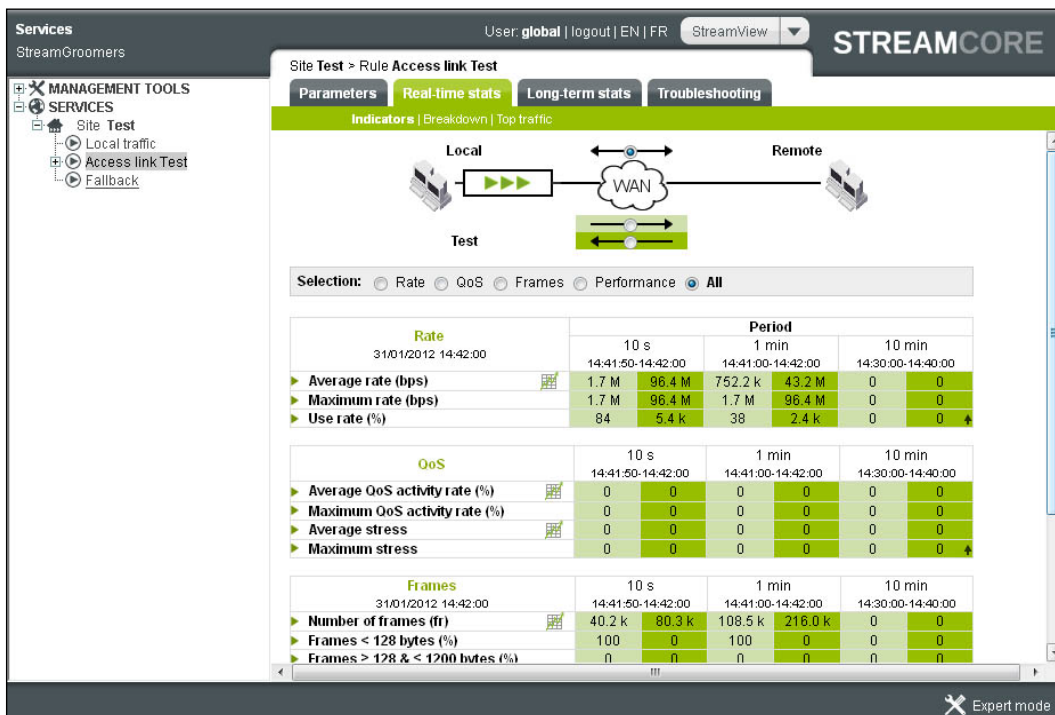 Services
StreamGroomers
User: global | logout | EN | FR
StreamView
STREAMCORE
MANAGEMENT TOOLS
SERVICES
Site Test
Local traffic
Access link Test
Fallback
Site Test > Rule Access link Test
Parameters Real-time stats Long-term stats Troubleshooting
Indicators | Breakdown | Top traffic
Local Remote
WAN
Test
Selection: Rate QoS Frames Performance All
Rate Period
31/01/2012 14:42:00 10 s 1 min 10 min
14:41:50-14:42:00 14:41:00-14:42:00 14:30:00-14:40:00
Average rate (bps) 1.7 M 96.4 M 752.2 k 43.2 M 0 0
Maximum rate (bps) 1.7 M 96.4 M 1.7 M 96.4 M 0 0
Use rate (%) 84 5.4 k 38 2.4 k 0 0
QoS 10 s 1 min 10 min
14:41:50-14:42:00 14:41:00-14:42:00 14:30:00-14:40:00
Average QoS activity rate (%) 0 0 0 0 0 0
Maximum QoS activity rate (%) 0 0 0 0 0 0
Average stress 0 0 0 0 0 0
Maximum stress 0 0 0 0 0 0
Frames 10 s 1 min 10 min
31/01/2012 14:42:00 14:41:50-14:42:00 14:41:00-14:42:00 14:30:00-14:40:00
Number of frames (fr) 40.2 k 80.3 k 108.5 k 216.0 k 0 0
Frames < 128 bytes (%) 100 0 100 0 0 0
Frames > 128 & < 1200 bytes (%) 0 0 0 0 0 0
Expert mode